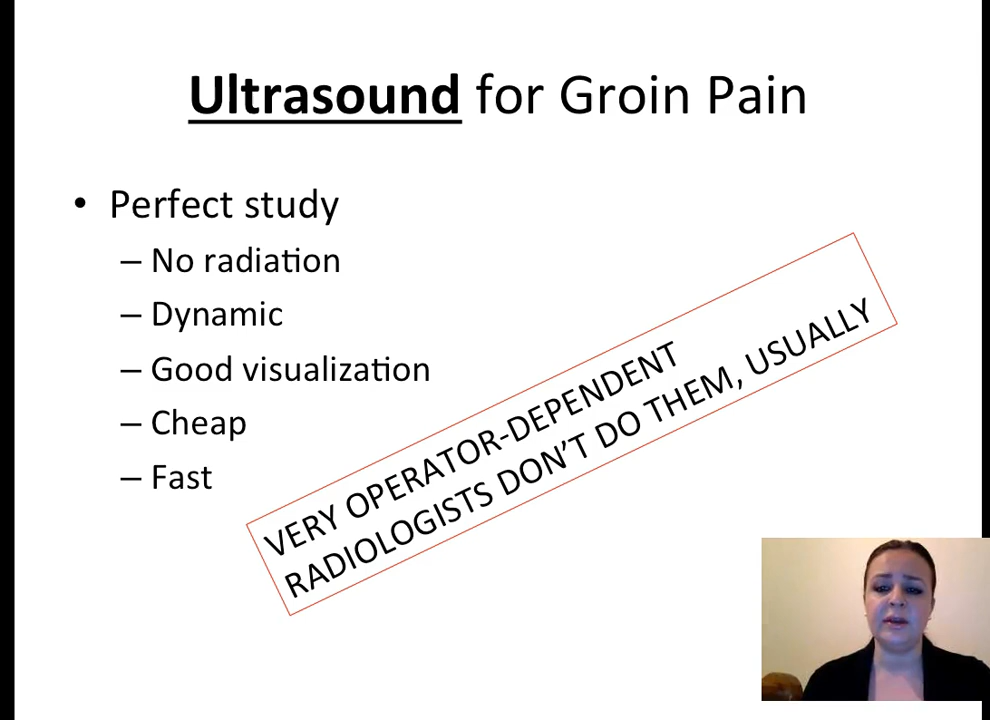 Ultrasound for Groin Pain
• Perfect study
– No radiation
– Dynamic
– Good visualization
– Cheap
– Fast
VERY OPERATOR-DEPENDENT
RADIOLOGISTS DON’T DO THEM, USUALLY